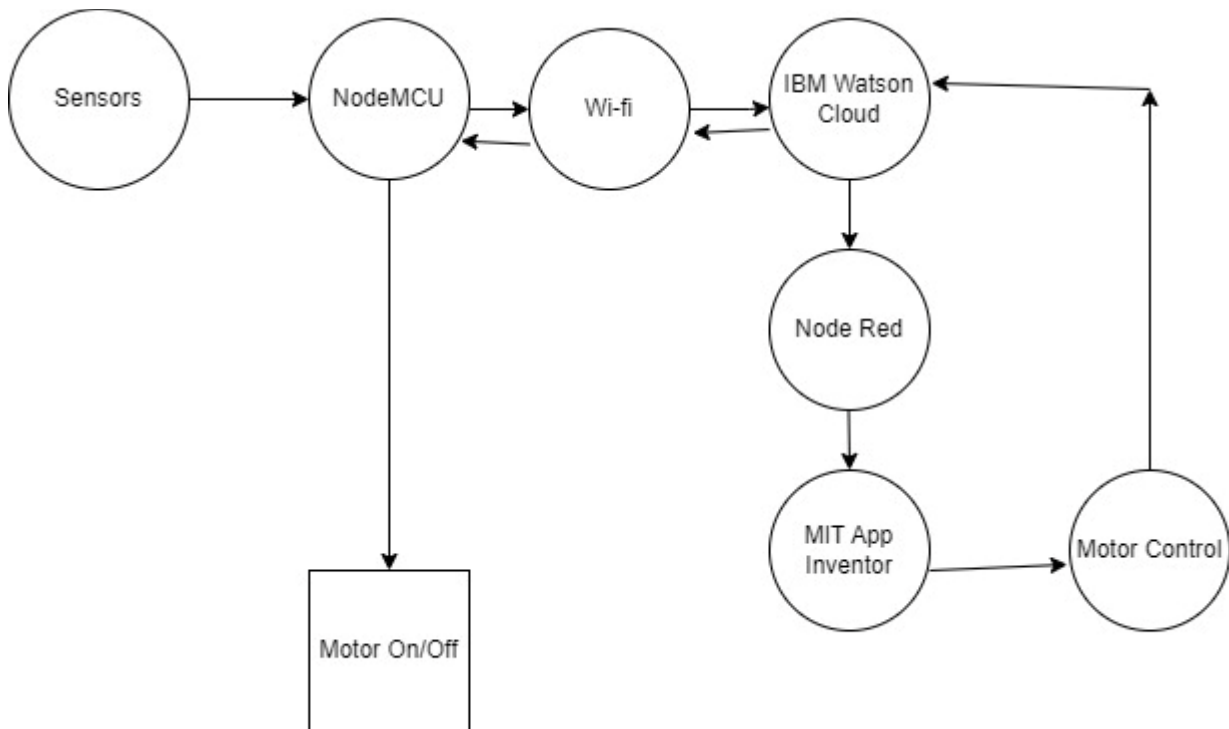 Sensors
NodeMCU
Wi-fi
IBM Watson
Cloud
Node Red
MIT App
Inventor
Motor Control
Motor On/Off